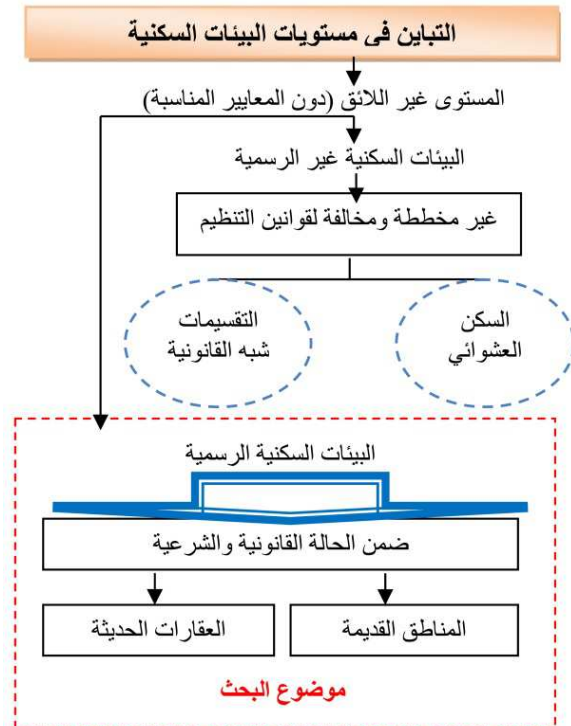 التباين فى مستويات البيئات السكنية
المستوى غير اللائق (دون المعايير المناسبة)
البيئات السكنية غير الرسمية
غير مخططة ومخالفة لقوانين التنظيم
السكن
العشوائي
التقسيمات
شبه القانونية
البيئات السكنية الرسمية
ضمن الحالة القانونية والشرعية
المناطق القديمة
العقارات الحديثة
موضوع البحث